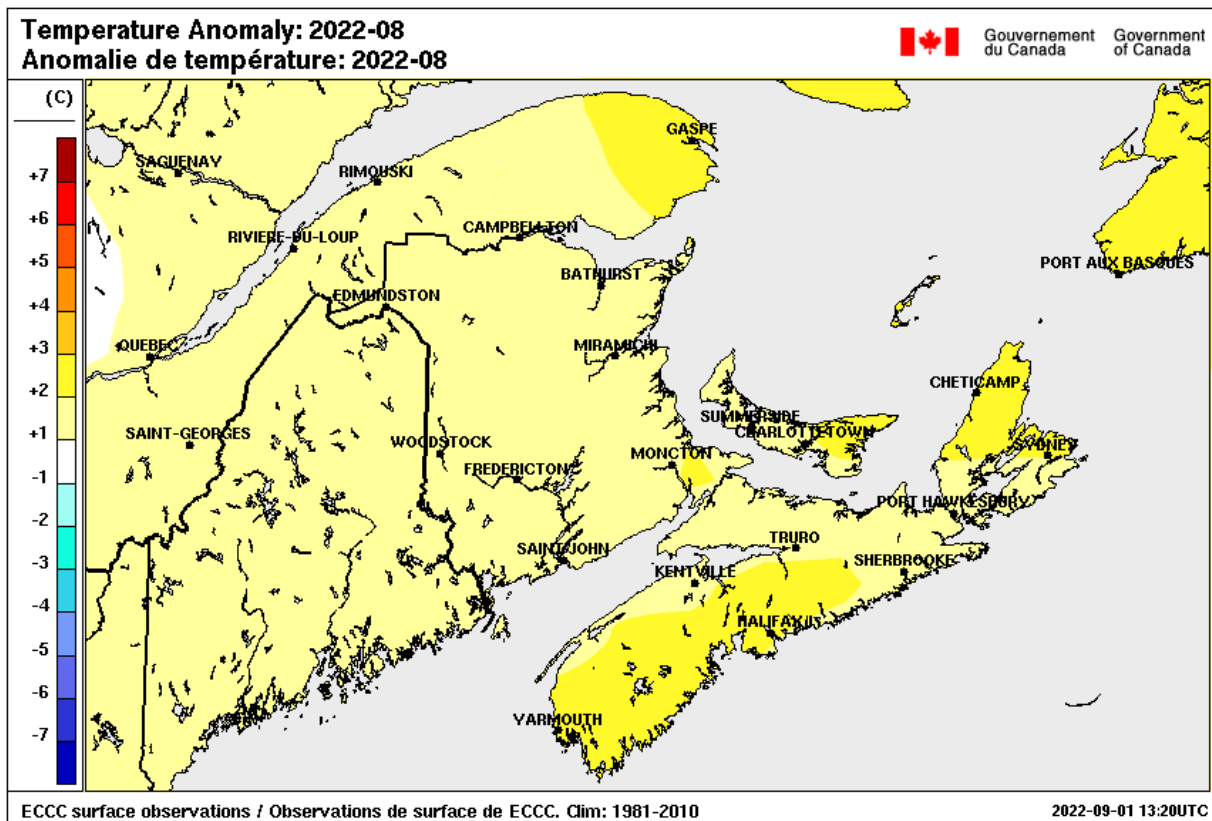 Temperature Anomaly: 2022-08
Anomalie de température: 2022-08
Gouvernement du Canada
Government of Canada
(C)
+7
+6
+5
+4
+3
+2
+1
-1
-2
-3
-4
-5
-6
-7
GASPE
SAGUENAY
RIMOUSKI
CAMPBELLTON
RIVIERE-DU-LOUP
PORT AUX BASQUES
BATHURST
EDMUNDSTON
QUEBEC
MIRAMICHI
CHETICAMP
SUMMERSIDE
CHARLOTTETOWN
SAINT-GEORGES
WOODSTOCK
MONCTON
SYDNEY
FREDERICTON
PORT HAWKESBURY
TRURO
SAINT JOHN
SHERBROOKE
KENTVILLE
HALIFAX
YARMOUTH
ECCC surface observations / Observations de surface de ECCC. Clim: 1981-2010
2022-09-01 13:20UTC